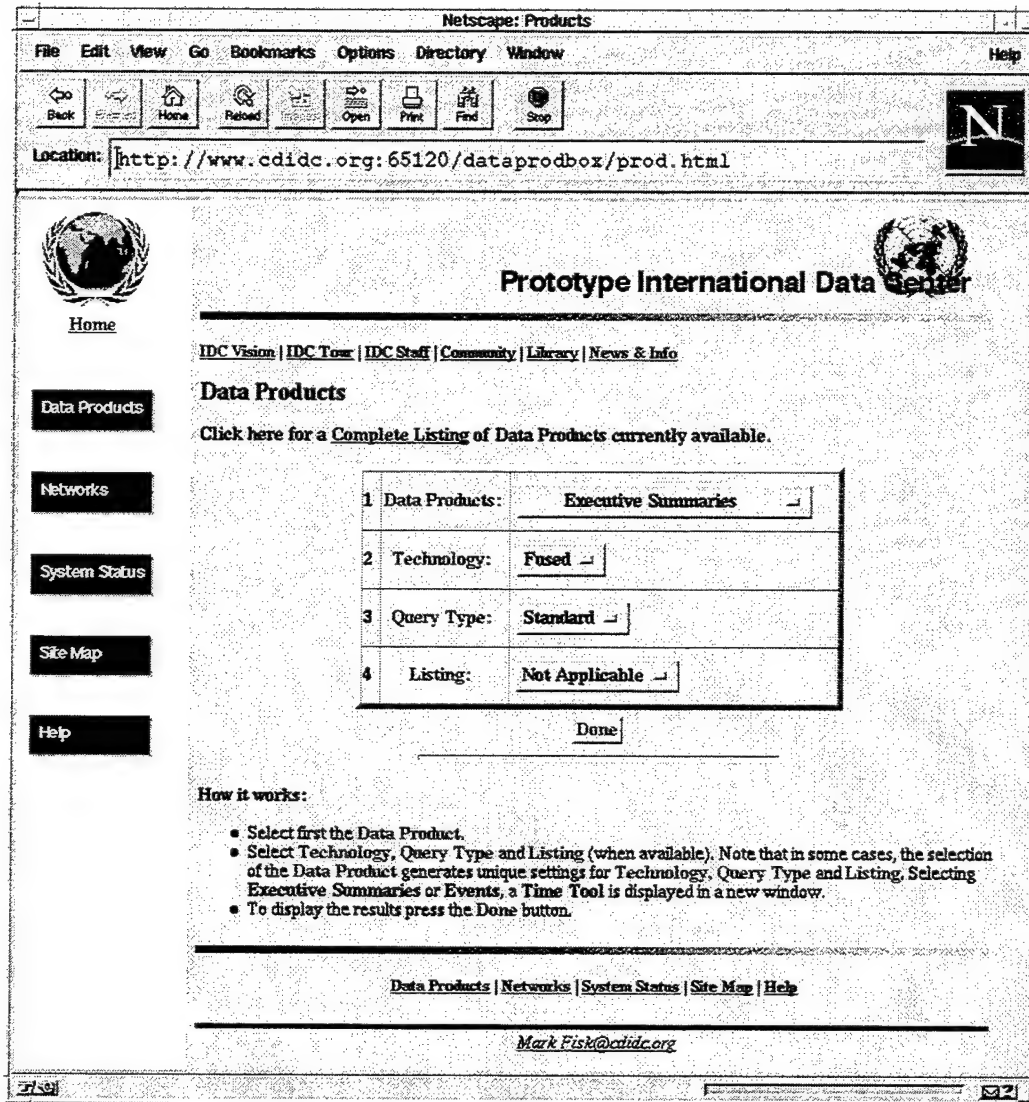 Netscape: Products
File Edit View Go Bookmarks Options Directory Window Help
Back Home Reload Open Print Find Stop
N
Location: http://www.cdidc.org:65120/dataprodbox/prod.html
Prototype International Data Center
Home
IDC Vision | IDC Tour | IDC Staff | Community | Library | News & Info
Data Products
Data Products
Click here for a Complete Listing of Data Products currently available.
Networks
1 Data Products: Executive Summaries
System Status
2 Technology: Fused
3 Query Type: Standard
Site Map
4 Listing: Not Applicable
Help
Done
How it works:
• Select first the Data Product.
• Select Technology, Query Type and Listing (when available). Note that in some cases, the selection
of the Data Product generates unique settings for Technology, Query Type and Listing. Selecting
Executive Summaries or Events, a Time Tool is displayed in a new window.
• To display the results press the Done button.
Data Products | Networks | System Status | Site Map | Help
Mark Fisk@cdidc.org